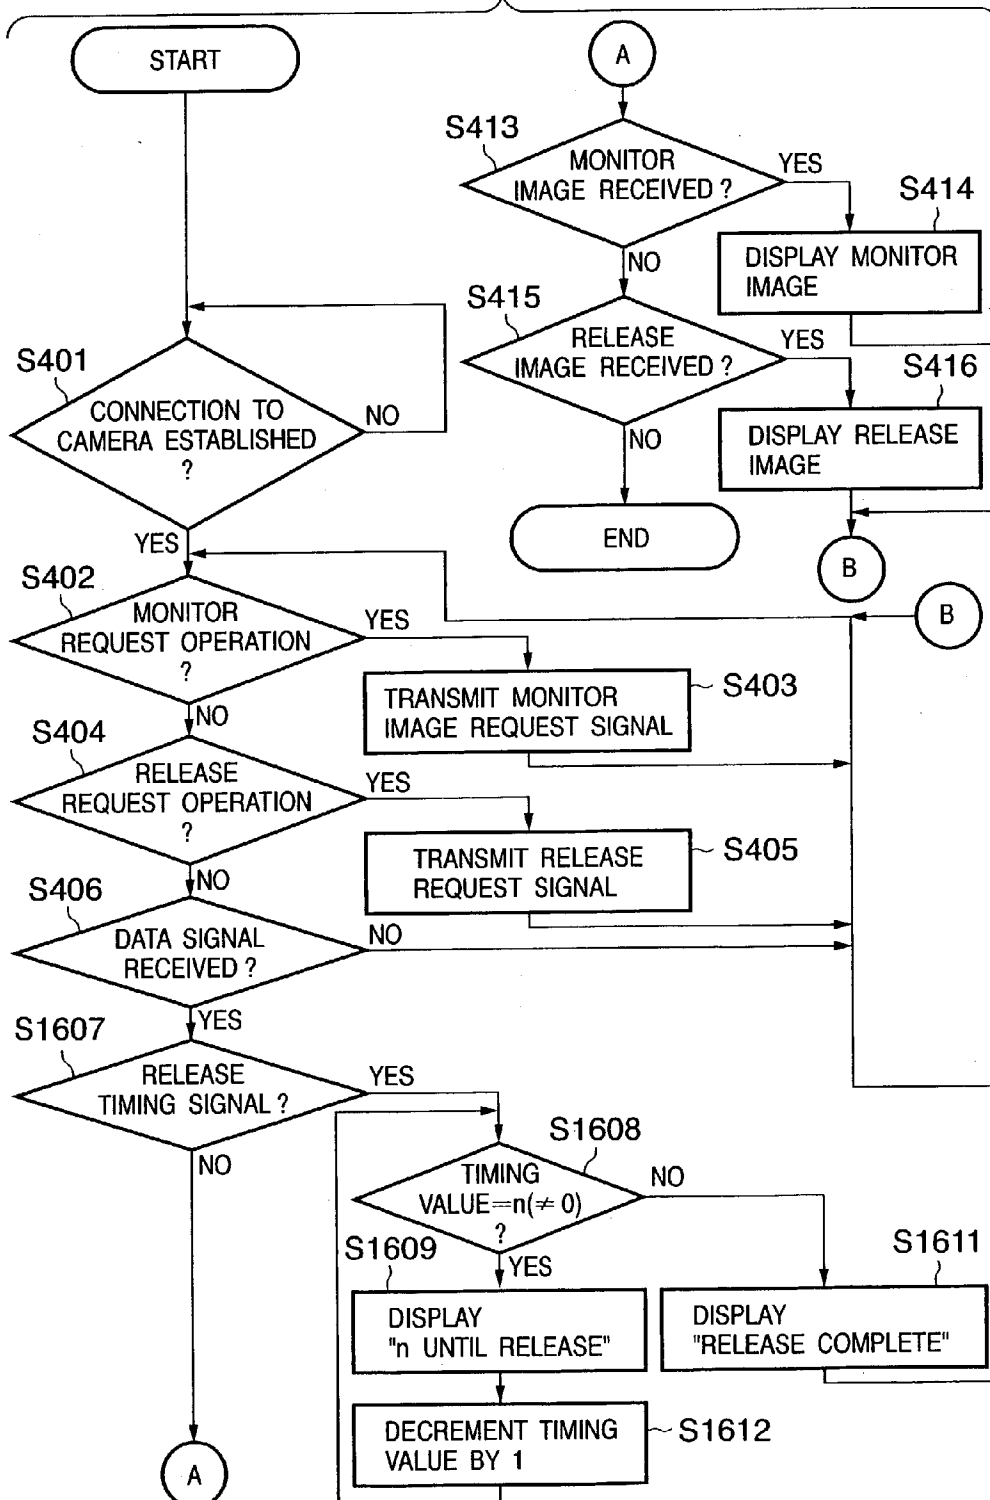 START
S401
CONNECTION TO
CAMERA ESTABLISHED
?
NO
YES
S402
MONITOR
REQUEST OPERATION
?
YES
NO
S403
TRANSMIT MONITOR
IMAGE REQUEST SIGNAL
S404
RELEASE
REQUEST OPERATION
?
YES
NO
S405
TRANSMIT RELEASE
REQUEST SIGNAL
S406
DATA SIGNAL
RECEIVED ?
NO
YES
S1607
RELEASE
TIMING SIGNAL ?
YES
NO
A
S1608
TIMING
VALUE=n(≠0)
?
NO
YES
S1609
DISPLAY
"n UNTIL RELEASE"
S1611
DISPLAY
"RELEASE COMPLETE"
DECREMENT TIMING
VALUE BY 1
S1612
A
S413
MONITOR
IMAGE RECEIVED ?
YES
NO
S414
DISPLAY MONITOR
IMAGE
S415
RELEASE
IMAGE RECEIVED ?
YES
NO
S416
DISPLAY RELEASE
IMAGE
END
B
B